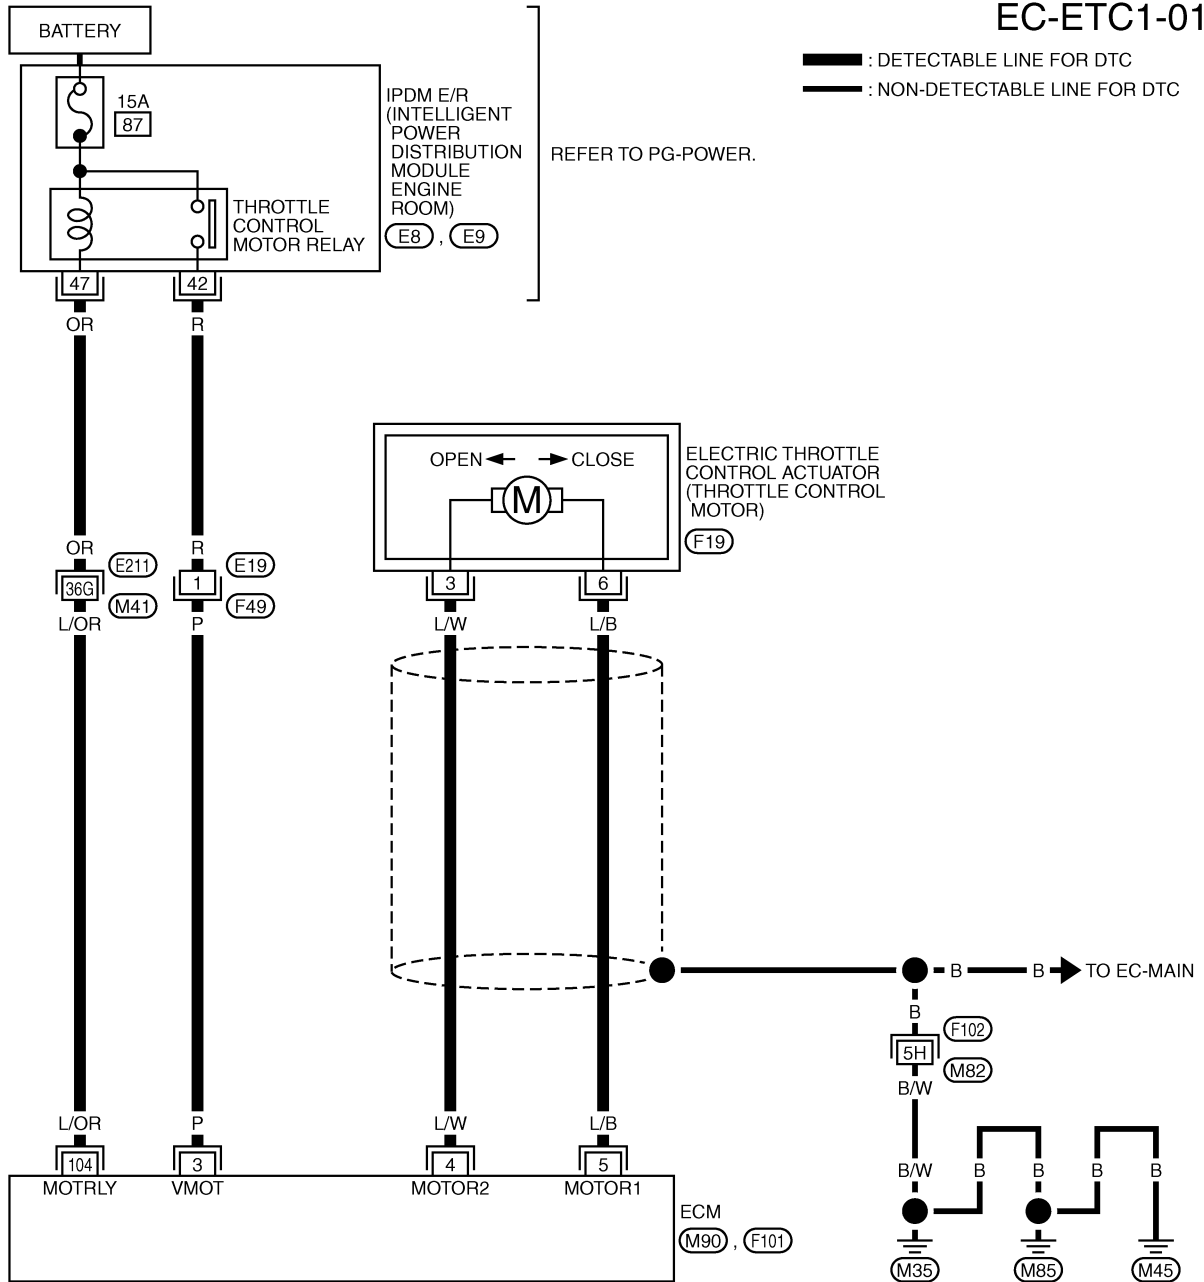 EC-ETC1-01
BATTERY
: DETECTABLE LINE FOR DTC
: NON-DETECTABLE LINE FOR DTC
15A
87
IPDM E/R
(INTELLIGENT
POWER
DISTRIBUTION
MODULE
ENGINE
ROOM)
E8 , E9
REFER TO PG-POWER.
THROTTLE
CONTROL
MOTOR RELAY
47 42
OR R
OPEN CLOSE
M
ELECTRIC THROTTLE
CONTROL ACTUATOR
(THROTTLE CONTROL
MOTOR)
F19
OR R
E211 E19
36G 1 3 6
M41 F49
L/OR P L/W L/B
B B TO EC-MAIN
B
F102
5H
M82
B/W
L/OR P L/W L/B
104 3 4 5
MOTRLY VMOT MOTOR2 MOTOR1
ECM
M90 , F101
B/W B B B B
M35 M85 M45